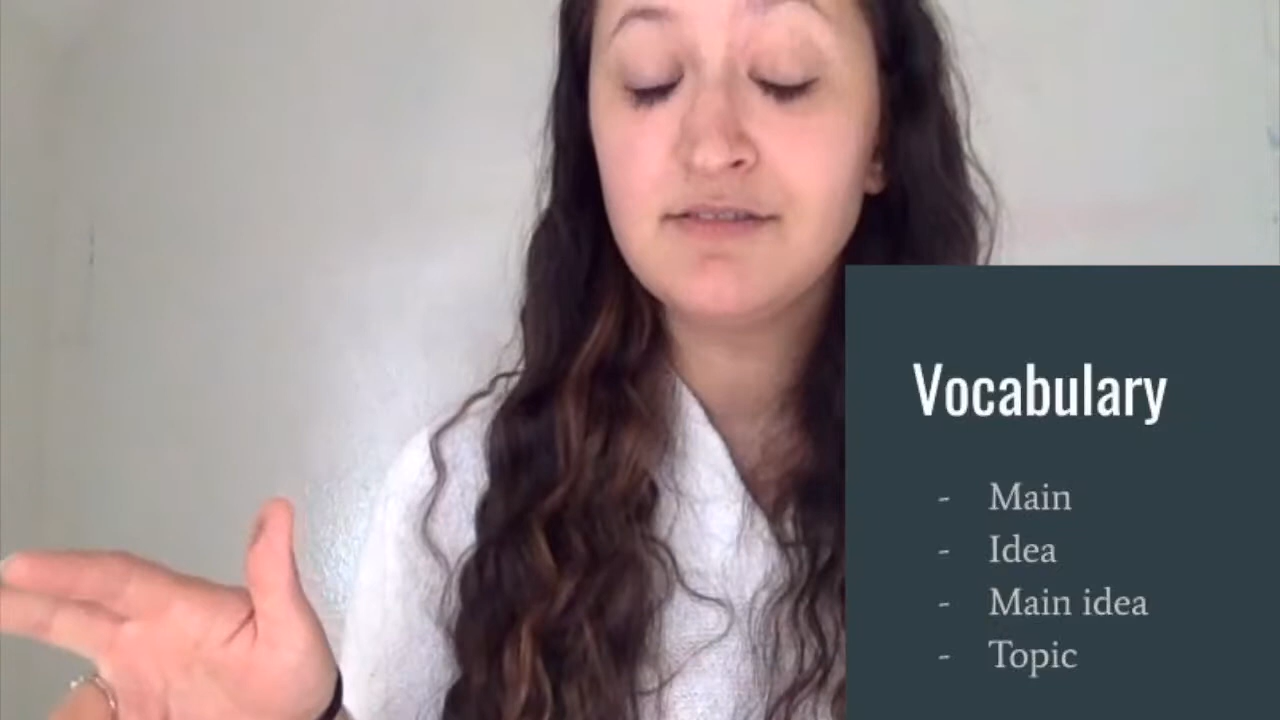 Vocabulary
- Main
- Idea
- Main idea
- Topic